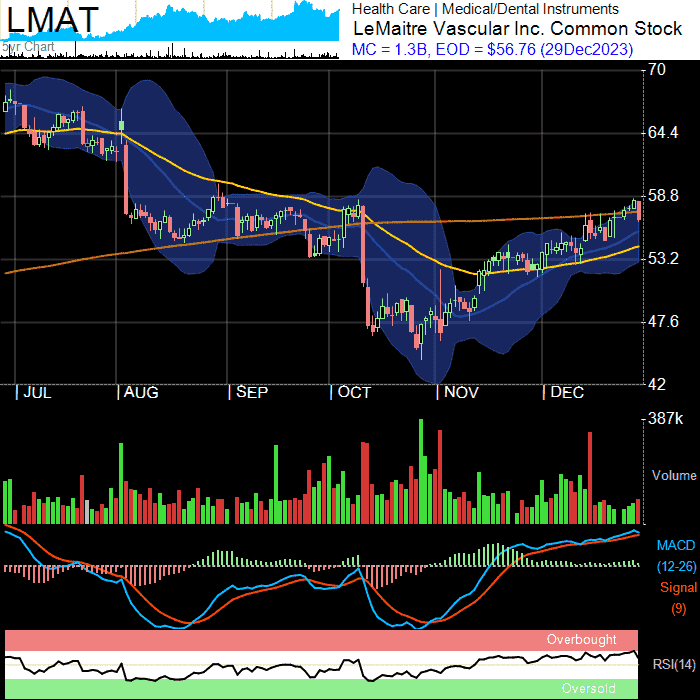 LMAT
5yr Chart
Health Care | Medical/Dental Instruments
LeMaitre Vascular Inc. Common Stock
MC = 1.3B, EOD = $56.76 (29Dec2023)
70
64.4
58.8
53.2
47.6
42
| JUL | AUG | SEP | OCT | NOV | DEC
387k
Volume
MACD
(12-26)
Signal
(9)
Overbought
RSI(14)
Oversold